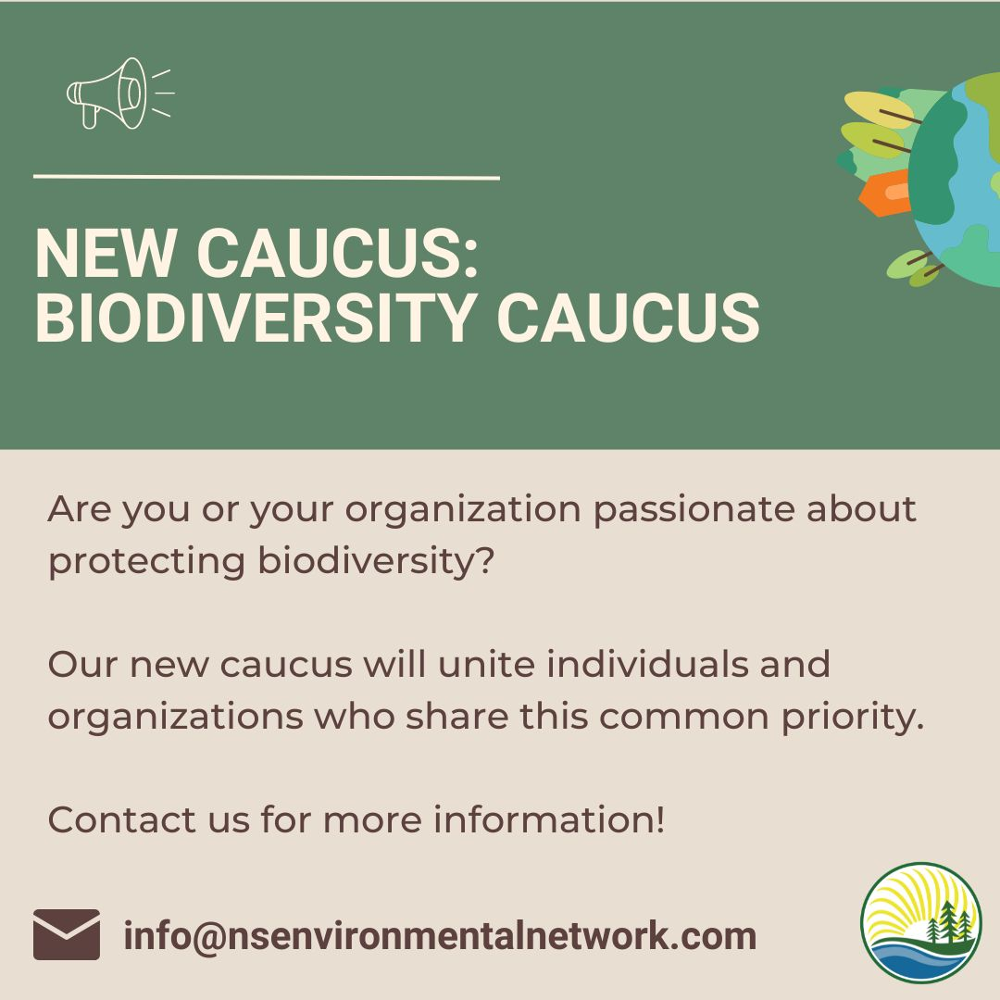 NEW CAUCUS:
BIODIVERSITY CAUCUS
Are you or your organization passionate about
protecting biodiversity?
Our new caucus will unite individuals and
organizations who share this common priority.
Contact us for more information!
info@nsenvironmentalnetwork.com